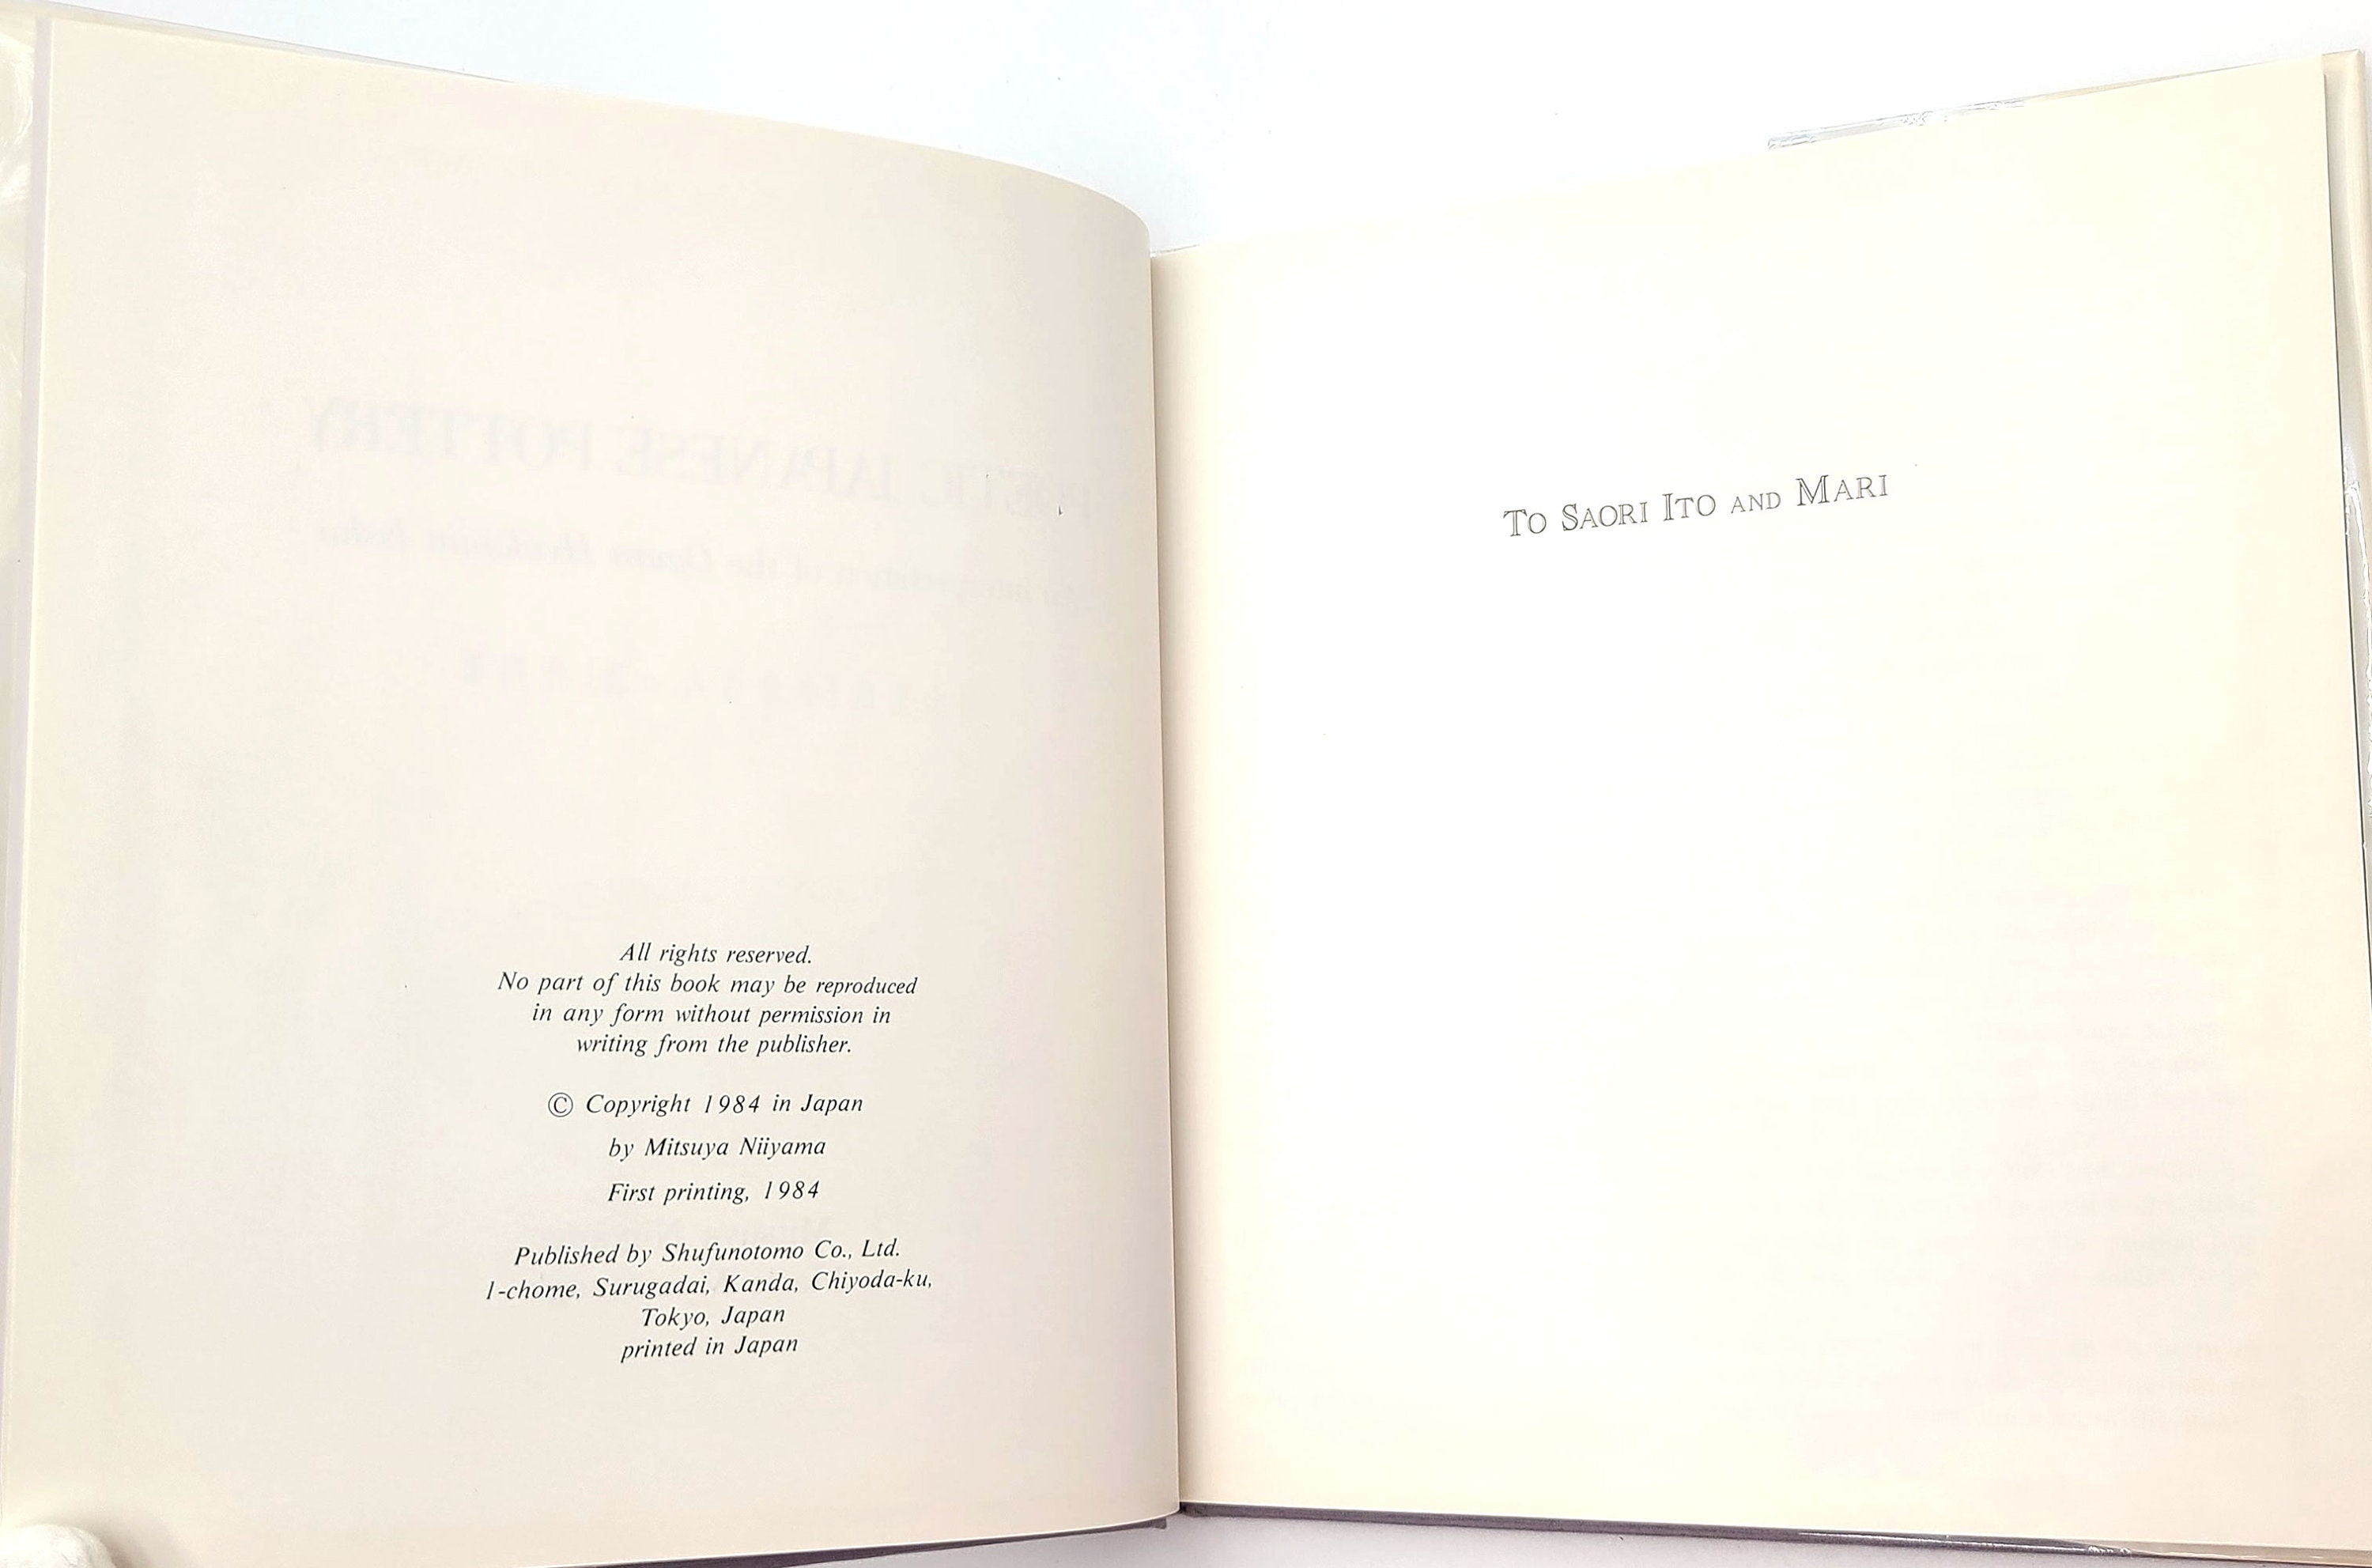 All rights reserved.
No part of this book may be reproduced
in any form without permission in
writing from the publisher.
© Copyright 1984 in Japan
by Mitsuya Niiyama
First printing, 1984
Published by Shufunotomo Co., Ltd.
1-chome, Surugadai, Kanda, Chiyoda-ku,
Tokyo, Japan
printed in Japan
TO SAORI ITO AND MARI